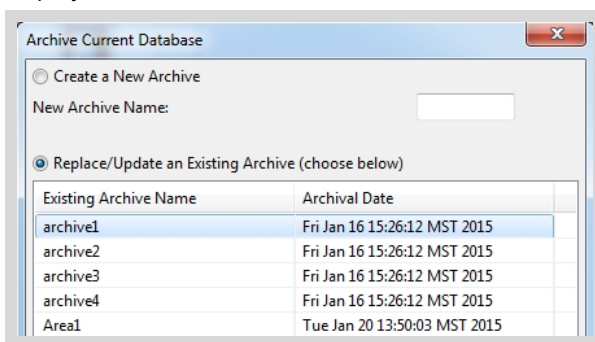 Archive Current Database
Create a New Archive
New Archive Name:
Replace/Update an Existing Archive (choose below)
Existing Archive Name Archival Date
archive1 Fri Jan 16 15:26:12 MST 2015
archive2 Fri Jan 16 15:26:12 MST 2015
archive3 Fri Jan 16 15:26:12 MST 2015
archive4 Fri Jan 16 15:26:12 MST 2015
Area1 Tue Jan 20 13:50:03 MST 2015